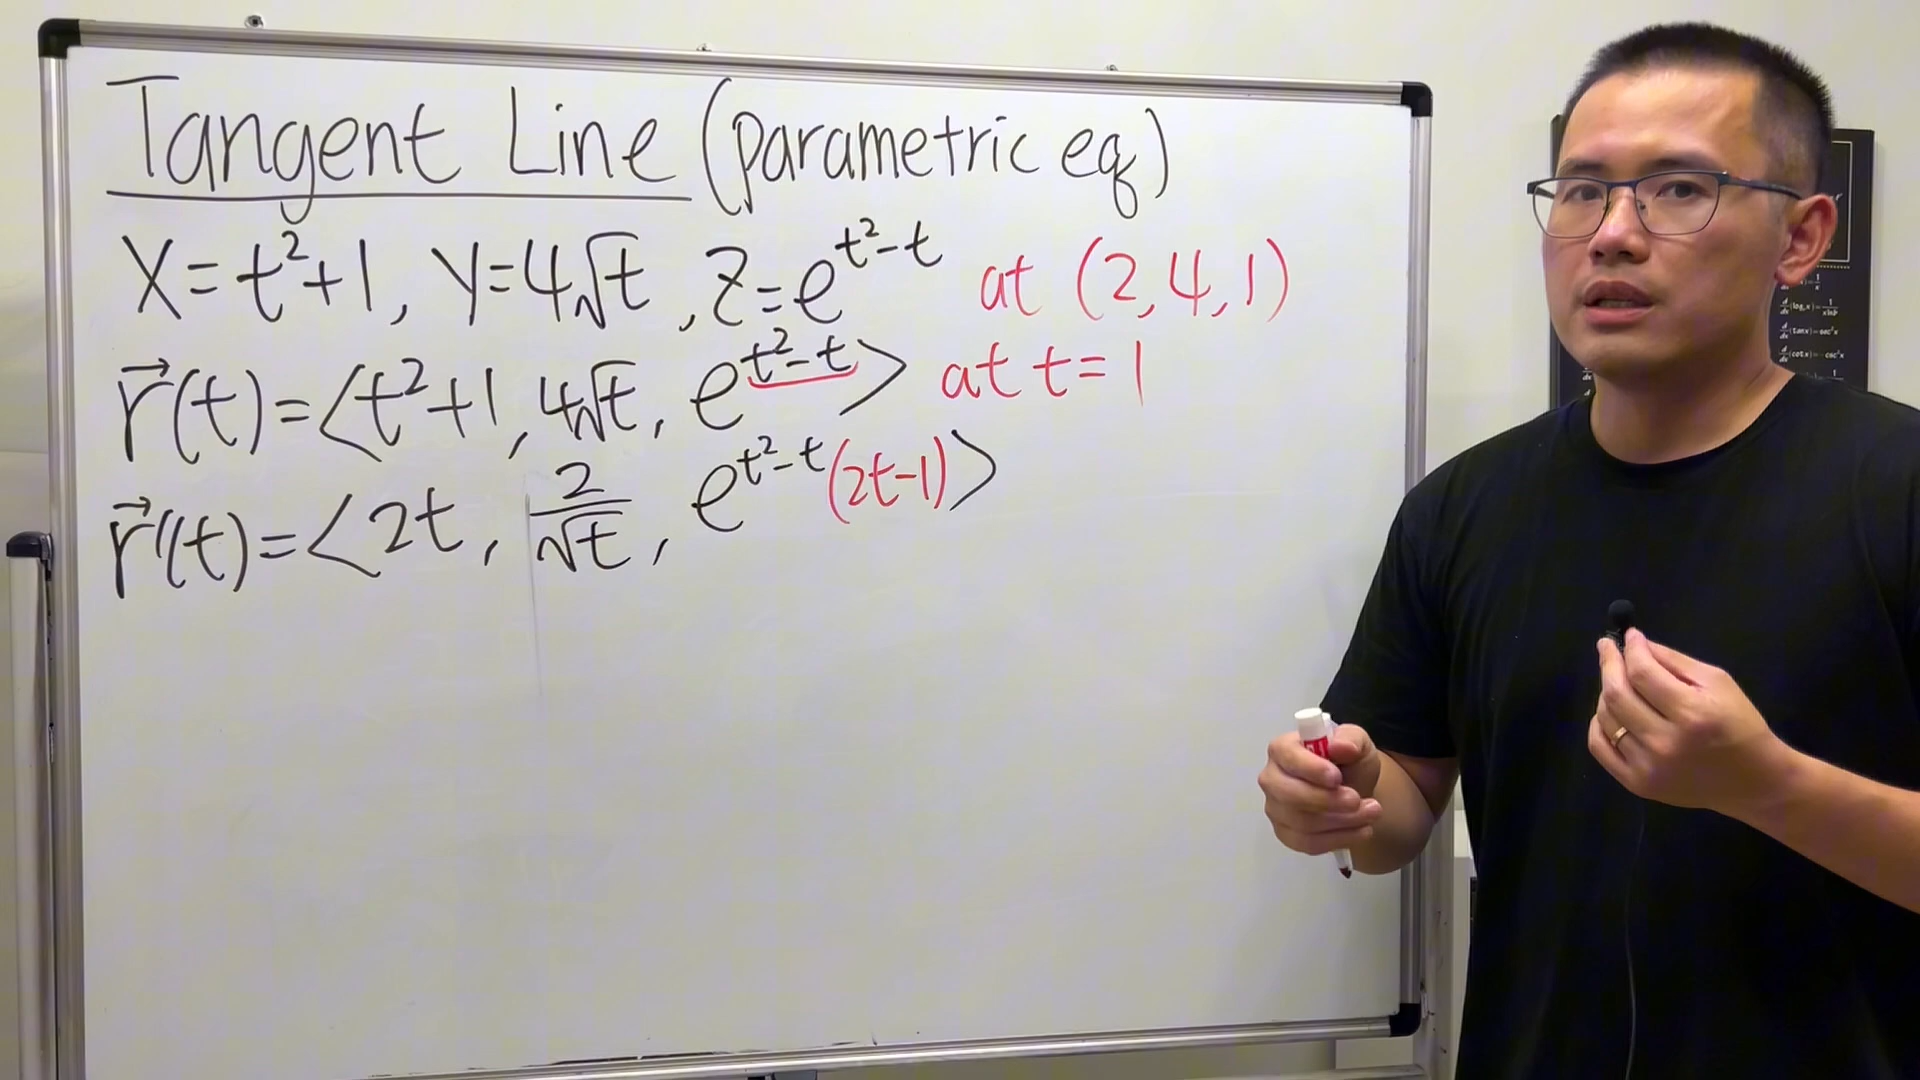 Tangent Line (parametric eq)
X = t²+1, Y=4√t, Z=e^{t²-t} at (2,4,1)
r⃗(t)=<t²+1, 4√t, e^{t²-t}> at t=1
r⃗'(t)=<2t, 2/√t, e^{t²-t}(2t-1)>